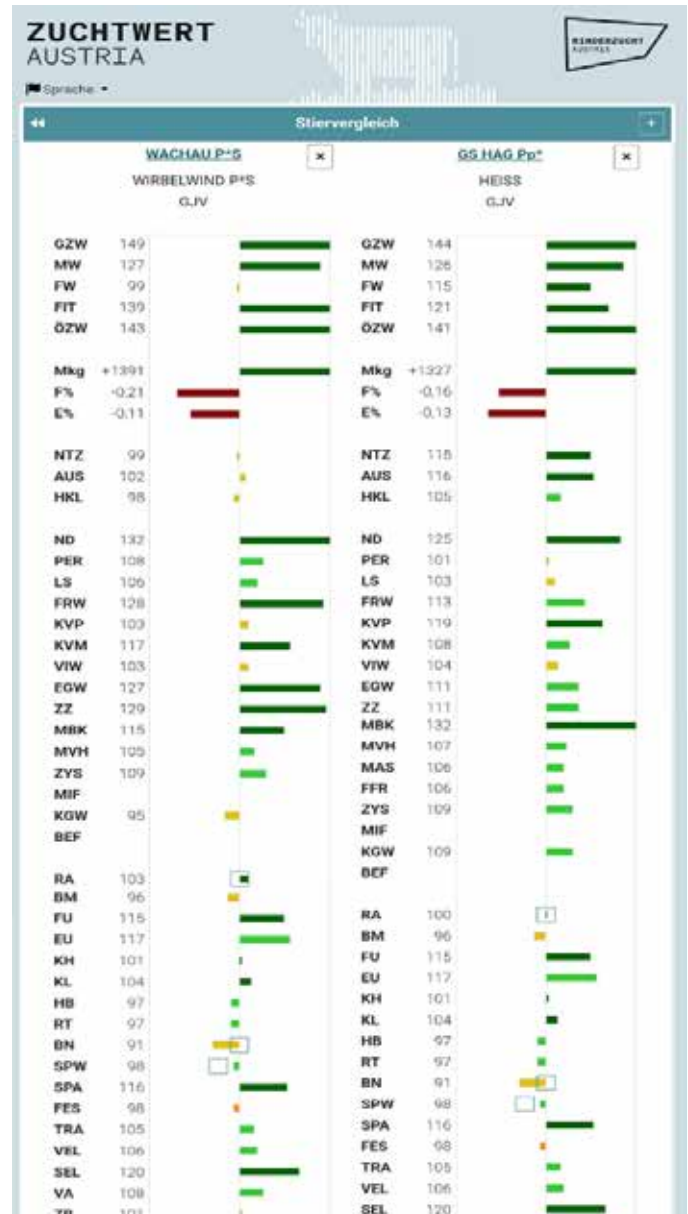 ZUCHTWERT
AUSTRIA
RINDERZUCHT
AUSTRIA
Sprache
Stiervergleich
WACHAU P*S
GS HAG Pp*
WIRBELWIND P*S
HEISS
GJV
GJV
GZW 149 GZW 144
MW 127 MW 126
FW 99 FW 115
FIT 139 FIT 121
ÖZW 143 ÖZW 141
Mkg +1391 Mkg +1327
F% -0,21 F% -0,16
E% -0,11 E% -0,13
NTZ 99 NTZ 115
AUS 102 AUS 116
HKL 98 HKL 105
ND 132 ND 125
PER 108 PER 101
LS 106 LS 103
FRW 128 FRW 113
KVP 103 KVP 119
KVM 117 KVM 108
VIW 103 VIW 104
EGW 127 EGW 111
ZZ 129 ZZ 111
MBK 115 MBK 132
MVH 105 MVH 107
ZYS 109 MAS 106
MIF FFR 106
KGW 95 ZYS 109
BEF MIF
KGW 109
RA 103 BEF
BM 96
FU 115 RA 100
EU 117 BM 96
KH 101 FU 115
KL 104 EU 117
HB 97 KH 101
RT 97 KL 104
BN 91 HB 97
SPW 98 RT 97
SPA 116 BN 91
FES 98 SPW 98
TRA 105 SPA 116
VEL 106 FES 98
SEL 120 TRA 105
VA 108 VEL 106
SEL 120